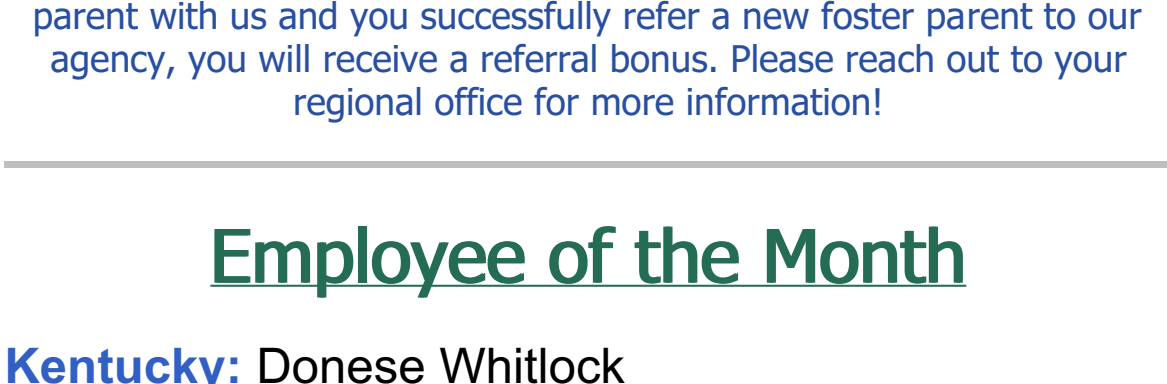 parent with us and you successfully refer a new foster parent to our
agency, you will receive a referral bonus. Please reach out to your
regional office for more information!
Employee of the Month
Kentucky: Donese Whitlock